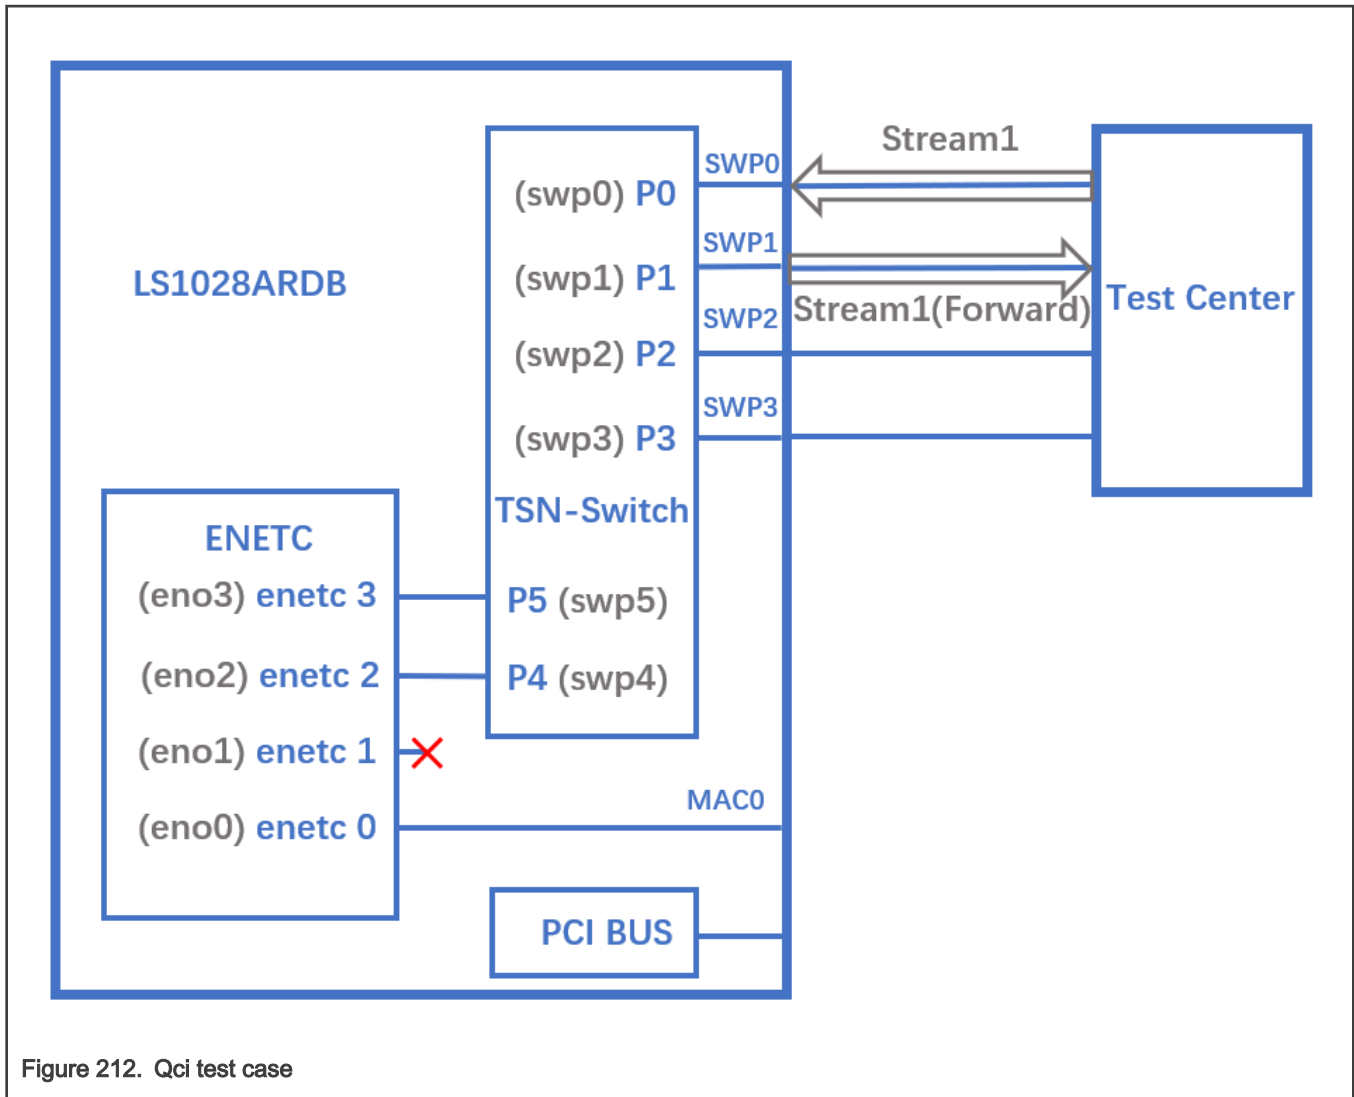 Stream1
SWP0
(swp0) P0
SWP1
(swp1) P1
LS1028ARDB
Test Center
Stream1(Forward)
SWP2
(swp2) P2
SWP3
(swp3) P3
TSN-Switch
ENETC
(eno3) enetc 3
P5 (swp5)
(eno2) enetc 2
P4 (swp4)
(eno1) enetc 1
MAC0
(eno0) enetc 0
PCI BUS
Figure 212. Qci test case